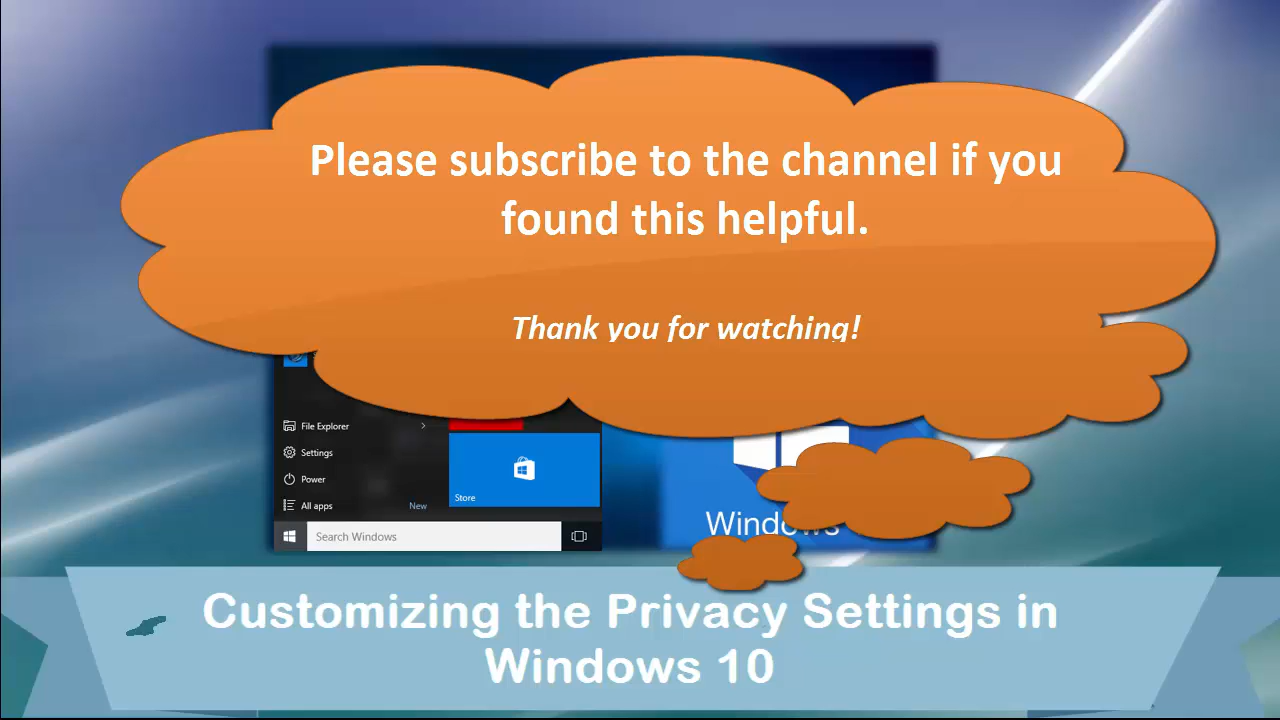 Please subscribe to the channel if you
found this helpful.
Thank you for watching!
File Explorer
Settings
Power
All apps New
Store
Search Windows
Windows
Customizing the Privacy Settings in
Windows 10